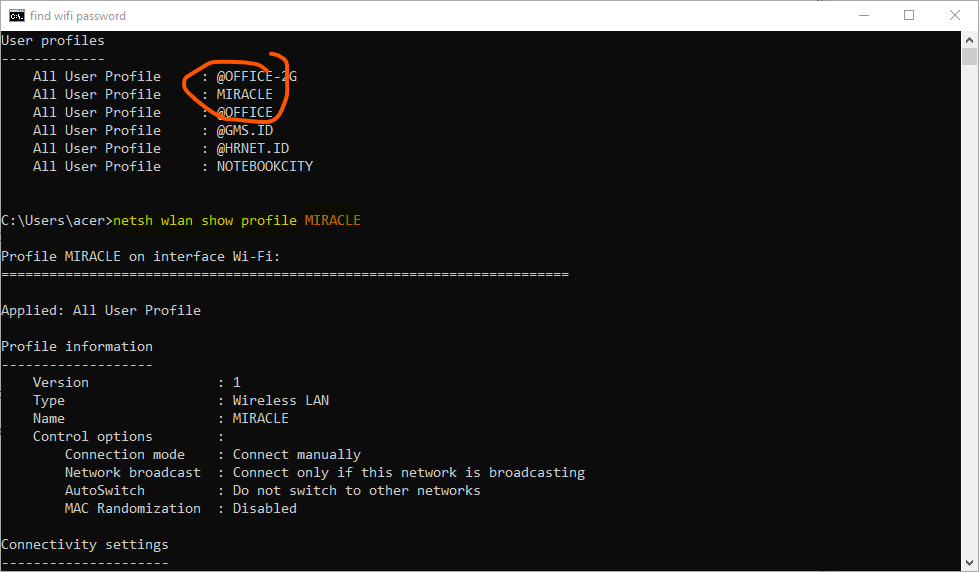 find wifi password
User profiles
-------------
All User Profile : @OFFICE-2G
All User Profile : MIRACLE
All User Profile : @OFFICE
All User Profile : @GMS.ID
All User Profile : @HRNET.ID
All User Profile : NOTEBOOKCITY
C:\Users\acer>netsh wlan show profile MIRACLE
Profile MIRACLE on interface Wi-Fi:
=======================================================================
Applied: All User Profile
Profile information
-------------------
Version : 1
Type : Wireless LAN
Name : MIRACLE
Control options :
Connection mode : Connect manually
Network broadcast : Connect only if this network is broadcasting
AutoSwitch : Do not switch to other networks
MAC Randomization : Disabled
Connectivity settings
---------------------